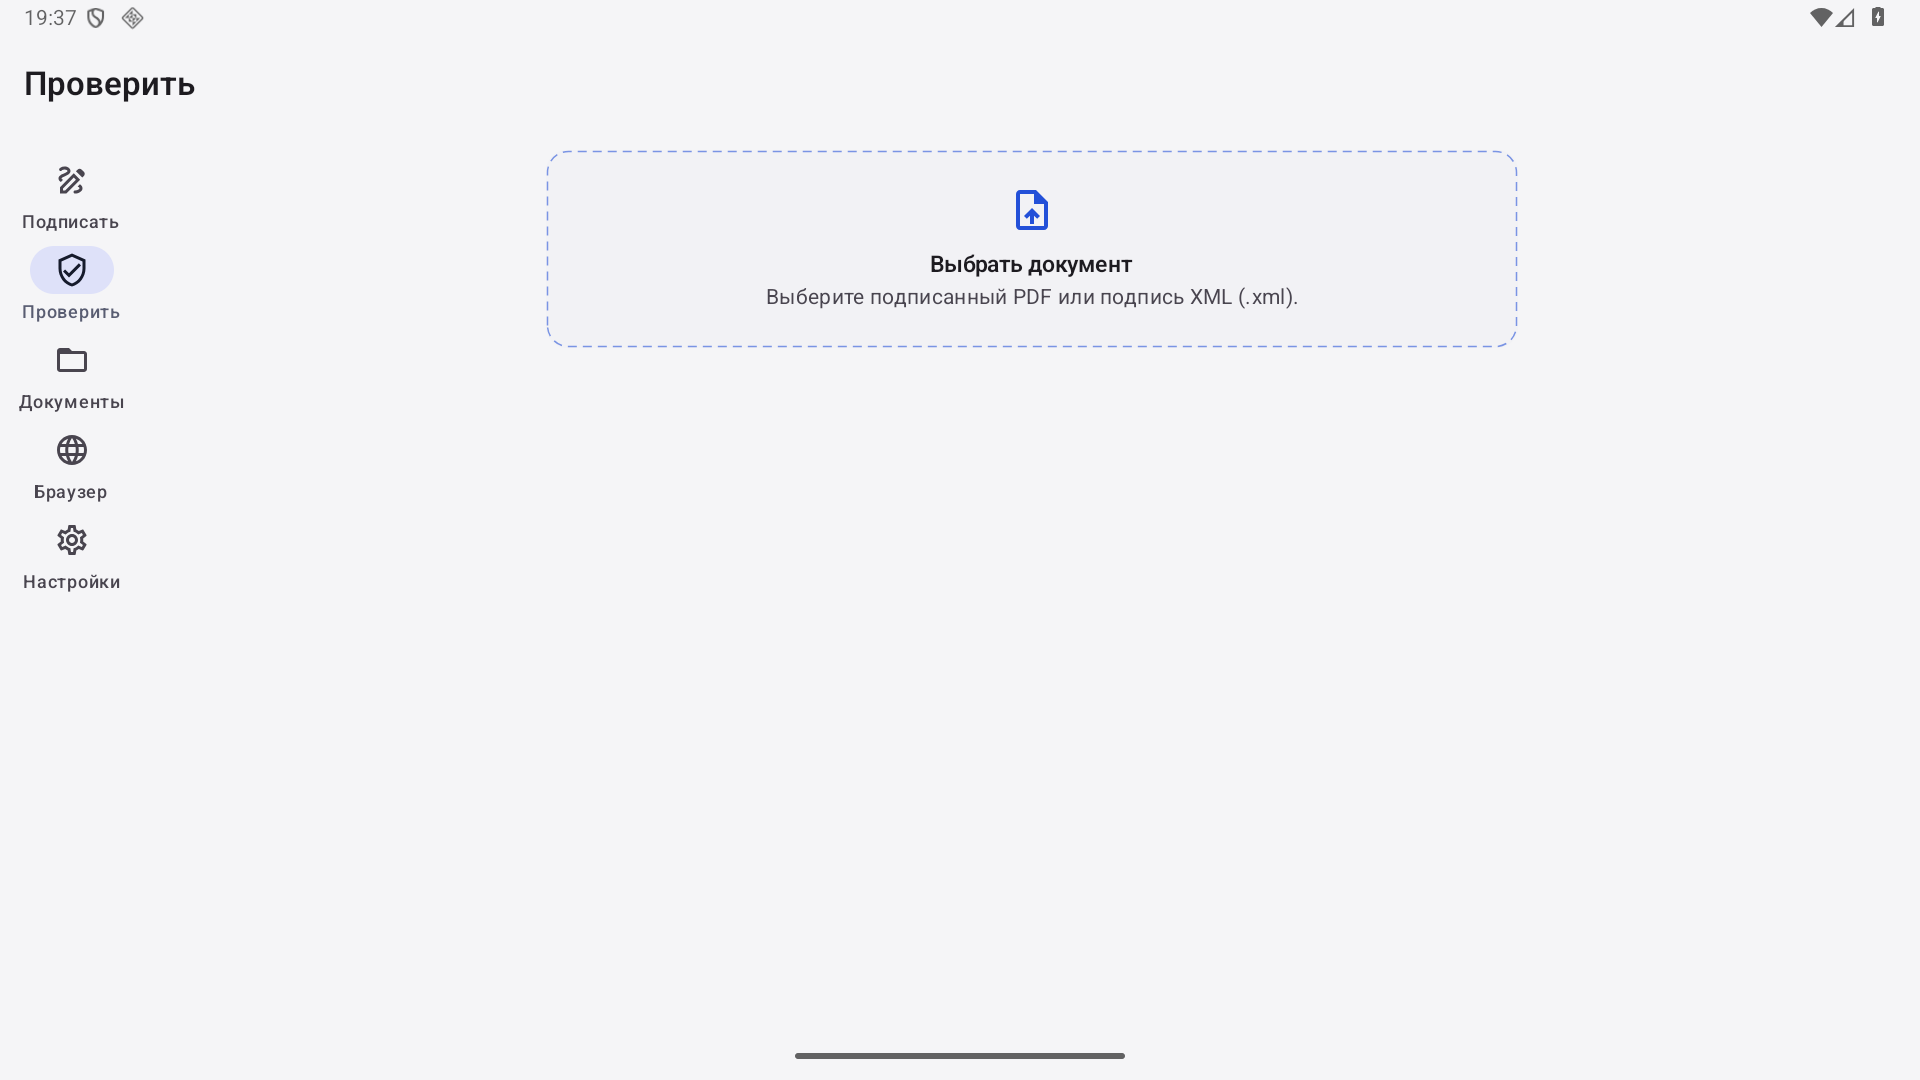 19:37
Проверить
Подписать
Проверить
Документы
Браузер
Настройки
Выбрать документ
Выберите подписанный PDF или подпись XML (.xml).